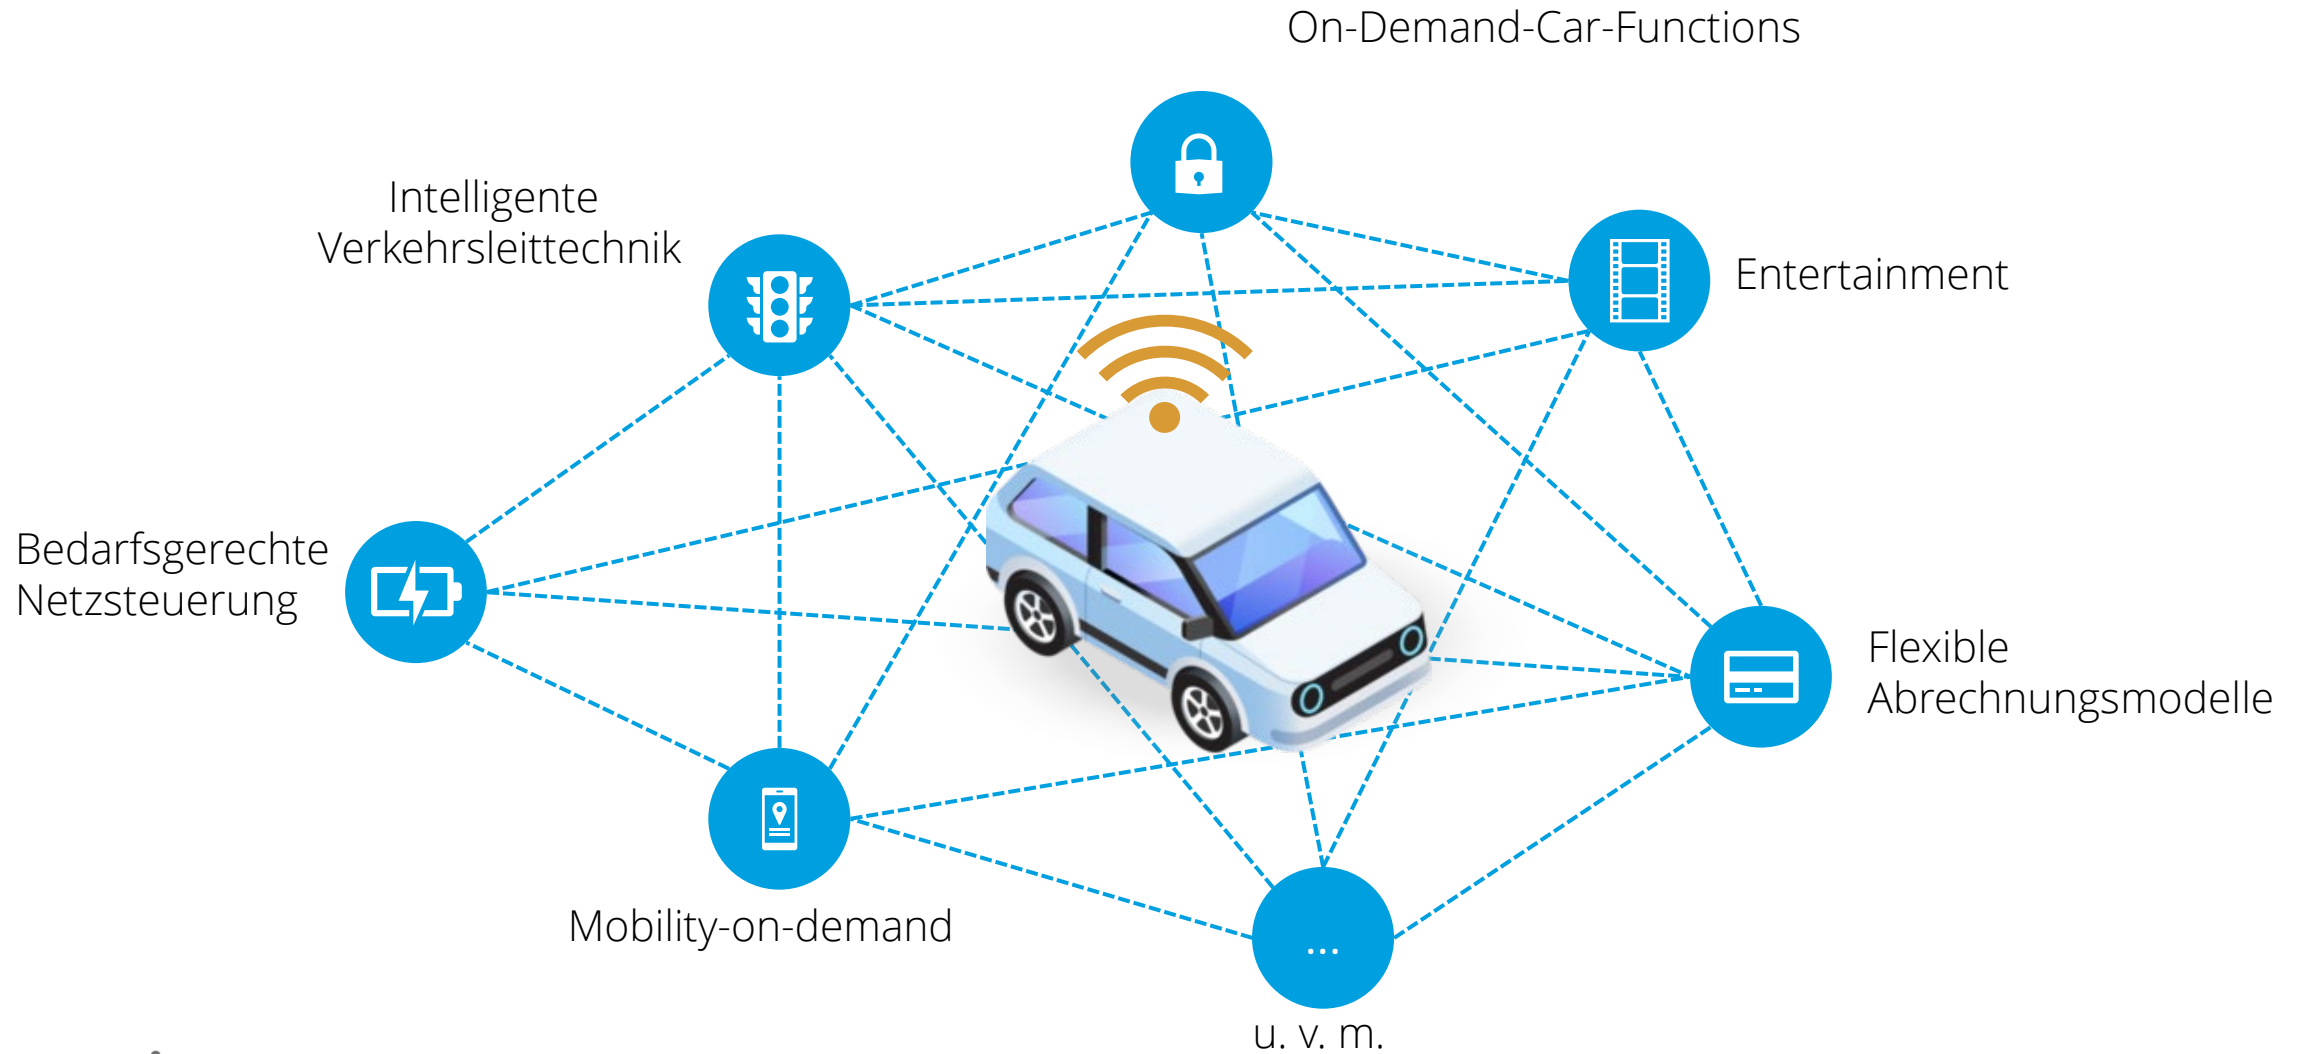 On-Demand-Car-Functions
Intelligente
Verkehrsleittechnik
Entertainment
Bedarfsgerechte
Netzsteuerung
Flexible
Abrechnungsmodelle
Mobility-on-demand
...
u. v. m.